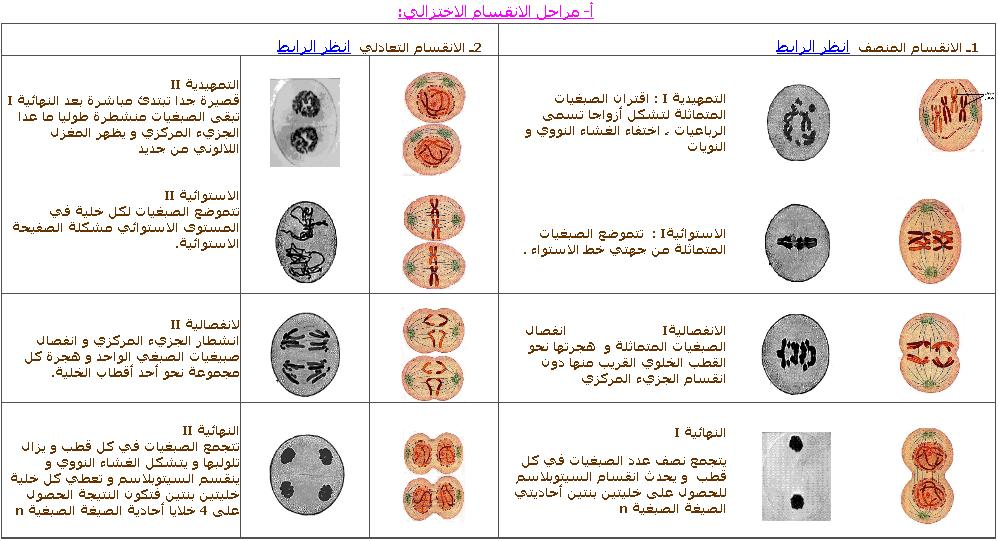 أ- مراحل الانقسام الاختزالي:
1ـ الانقسام المنصف انظر الرابط
2ـ الانقسام التعادلي انظر الرابط
التمهيدية I : اقتران الصبغيات
المتماثلة لتشكل أزواجا تسمى
الرباعيات . اختفاء الغشاء النووي و
النويات
التمهيدية II
قصيرة جدا تبتدئ مباشرة بعد النهائية I
تبقى الصبغيات منشطرة طوليا ما عدا
الجزيء المركزي و يظهر المغزل
اللالوني من جديد
الاستوائيةI : تتموضع الصبغيات
المتماثلة من جهتي خط الاستواء .
الاستوائية II
تتموضع الصبغيات لكل خلية في
المستوى الاستوائي مشكلة الصفيحة
الاستوائية.
الانفصاليةI انفصال
الصبغيات المتماثلة و هجرتها نحو
القطب الخلوي القريب منها دون
انقسام الجزيء المركزي
لانفصالية II
انشطار الجزيء المركزي و انفصال
صبيغيات الصبغي الواحد و هجرة كل
مجموعة نحو أحد أقطاب الخلية.
النهائية I
يتجمع نصف عدد الصبغيات في كل
قطب و يحدث انقسام السيتوبلاسم
للحصول على خليتين بنتين أحاديتي
الصيغة الصبغية n
النهائية II
تتجمع الصبغيات في كل قطب و يزال
تلولبها و يتشكل الغشاء النووي و
ينقسم السيتوبلاسم و تعطي كل خلية
خليتين بنتين فتكون النتيجة الحصول
على 4 خلايا أحادية الصيغة الصبغية n